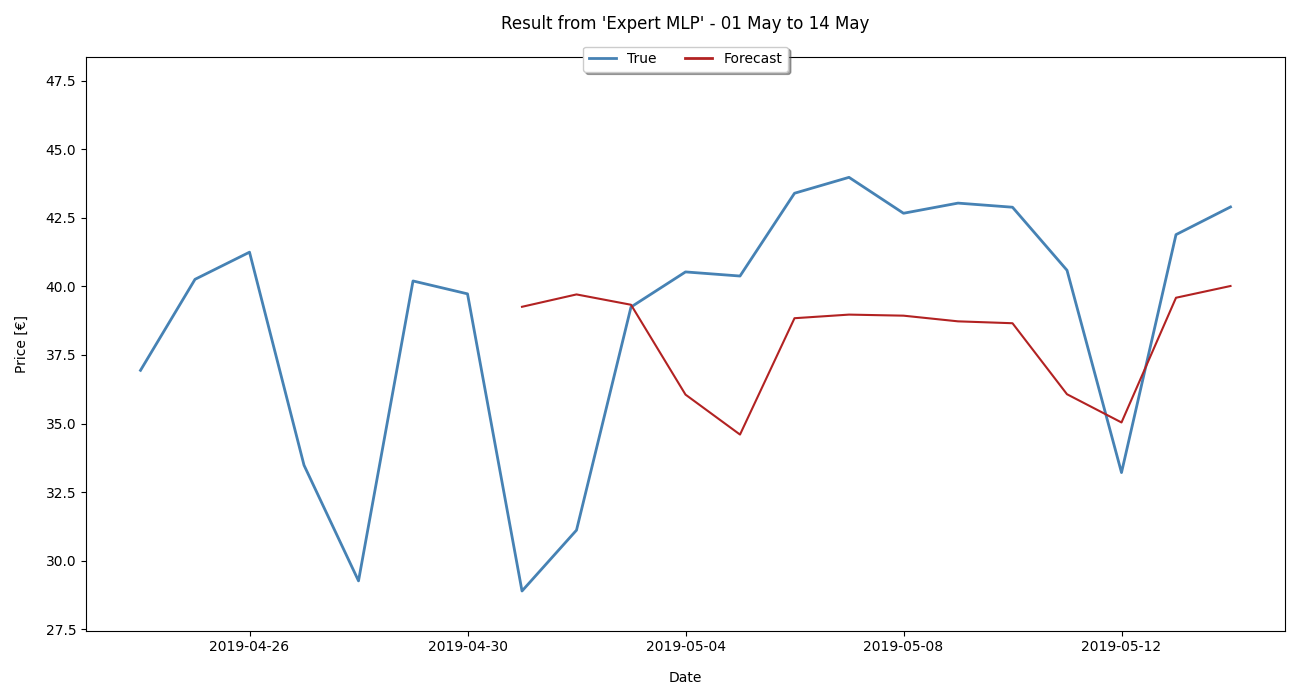 Result from 'Expert MLP' - 01 May to 14 May
True
Forecast
47.5
45.0
42.5
40.0
37.5
35.0
32.5
30.0
27.5
Price [€]
2019-04-26
2019-04-30
2019-05-04
2019-05-08
2019-05-12
Date